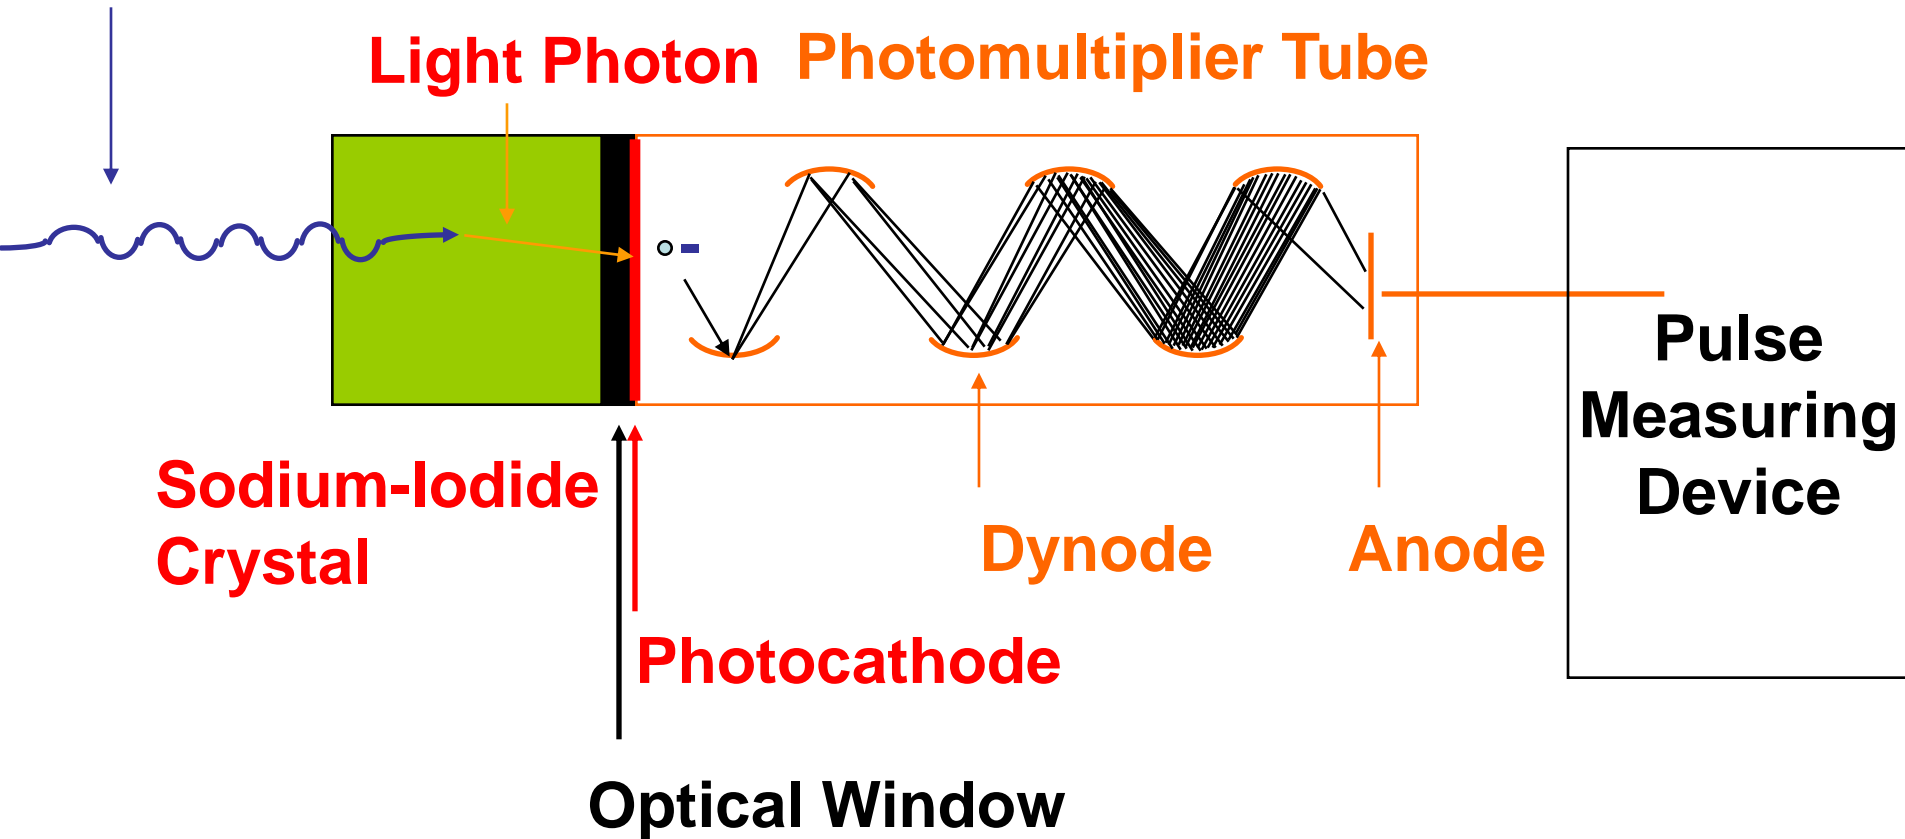 Light Photon
Photomultiplier Tube
Sodium-Iodide
Crystal
Dynode
Anode
Pulse
Measuring
Device
Photocathode
Optical Window